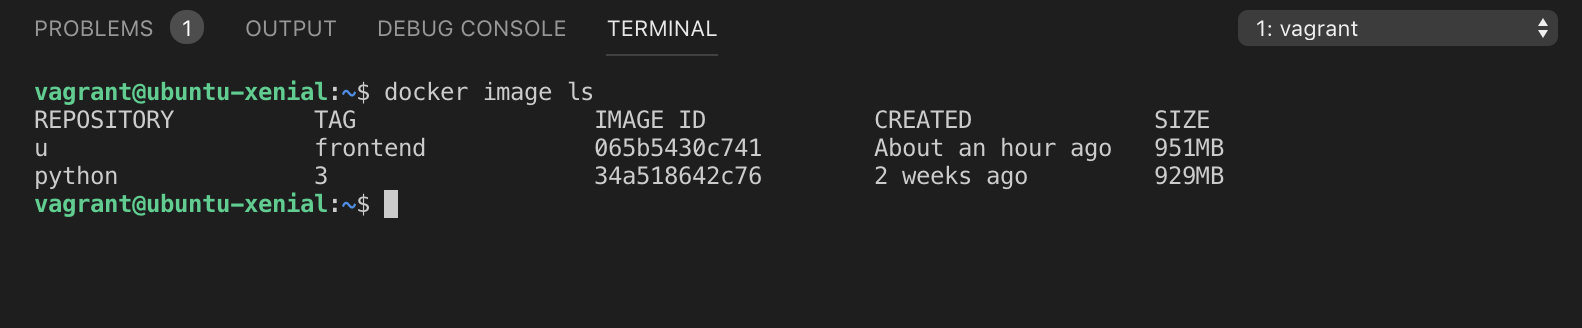 PROBLEMS 1 OUTPUT DEBUG CONSOLE TERMINAL 1: vagrant
vagrant@ubuntu-xenial:~$ docker image ls
REPOSITORY TAG IMAGE ID CREATED SIZE
u frontend 065b5430c741 About an hour ago 951MB
python 3 34a518642c76 2 weeks ago 929MB
vagrant@ubuntu-xenial:~$